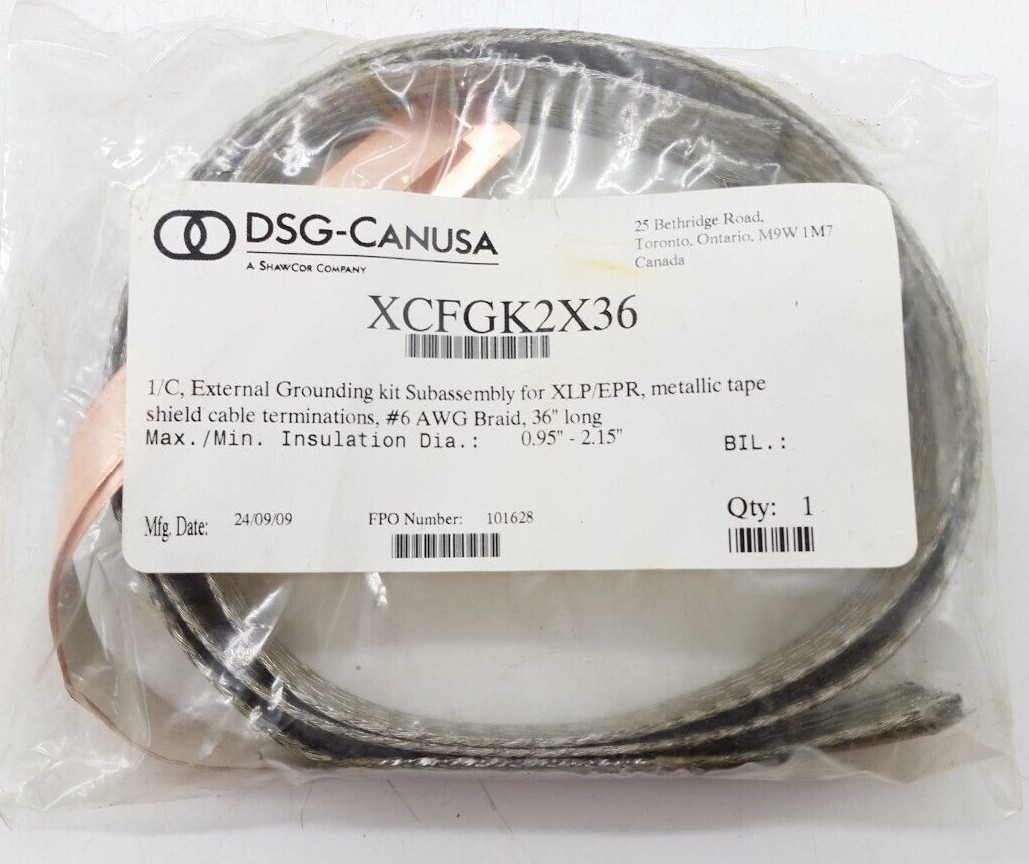 DSG-CANUSA
A SHAWCOR COMPANY
25 Bethridge Road,
Toronto, Ontario, M9W 1M7
Canada
XCFGK2X36
1/C, External Grounding kit Subassembly for XLP/EPR, metallic tape
shield cable terminations, #6 AWG Braid, 36" long
Max./Min. Insulation Dia.: 0.95" - 2.15" BIL.:
Mfg. Date: 24/09/09 FPO Number: 101628 Qty: 1